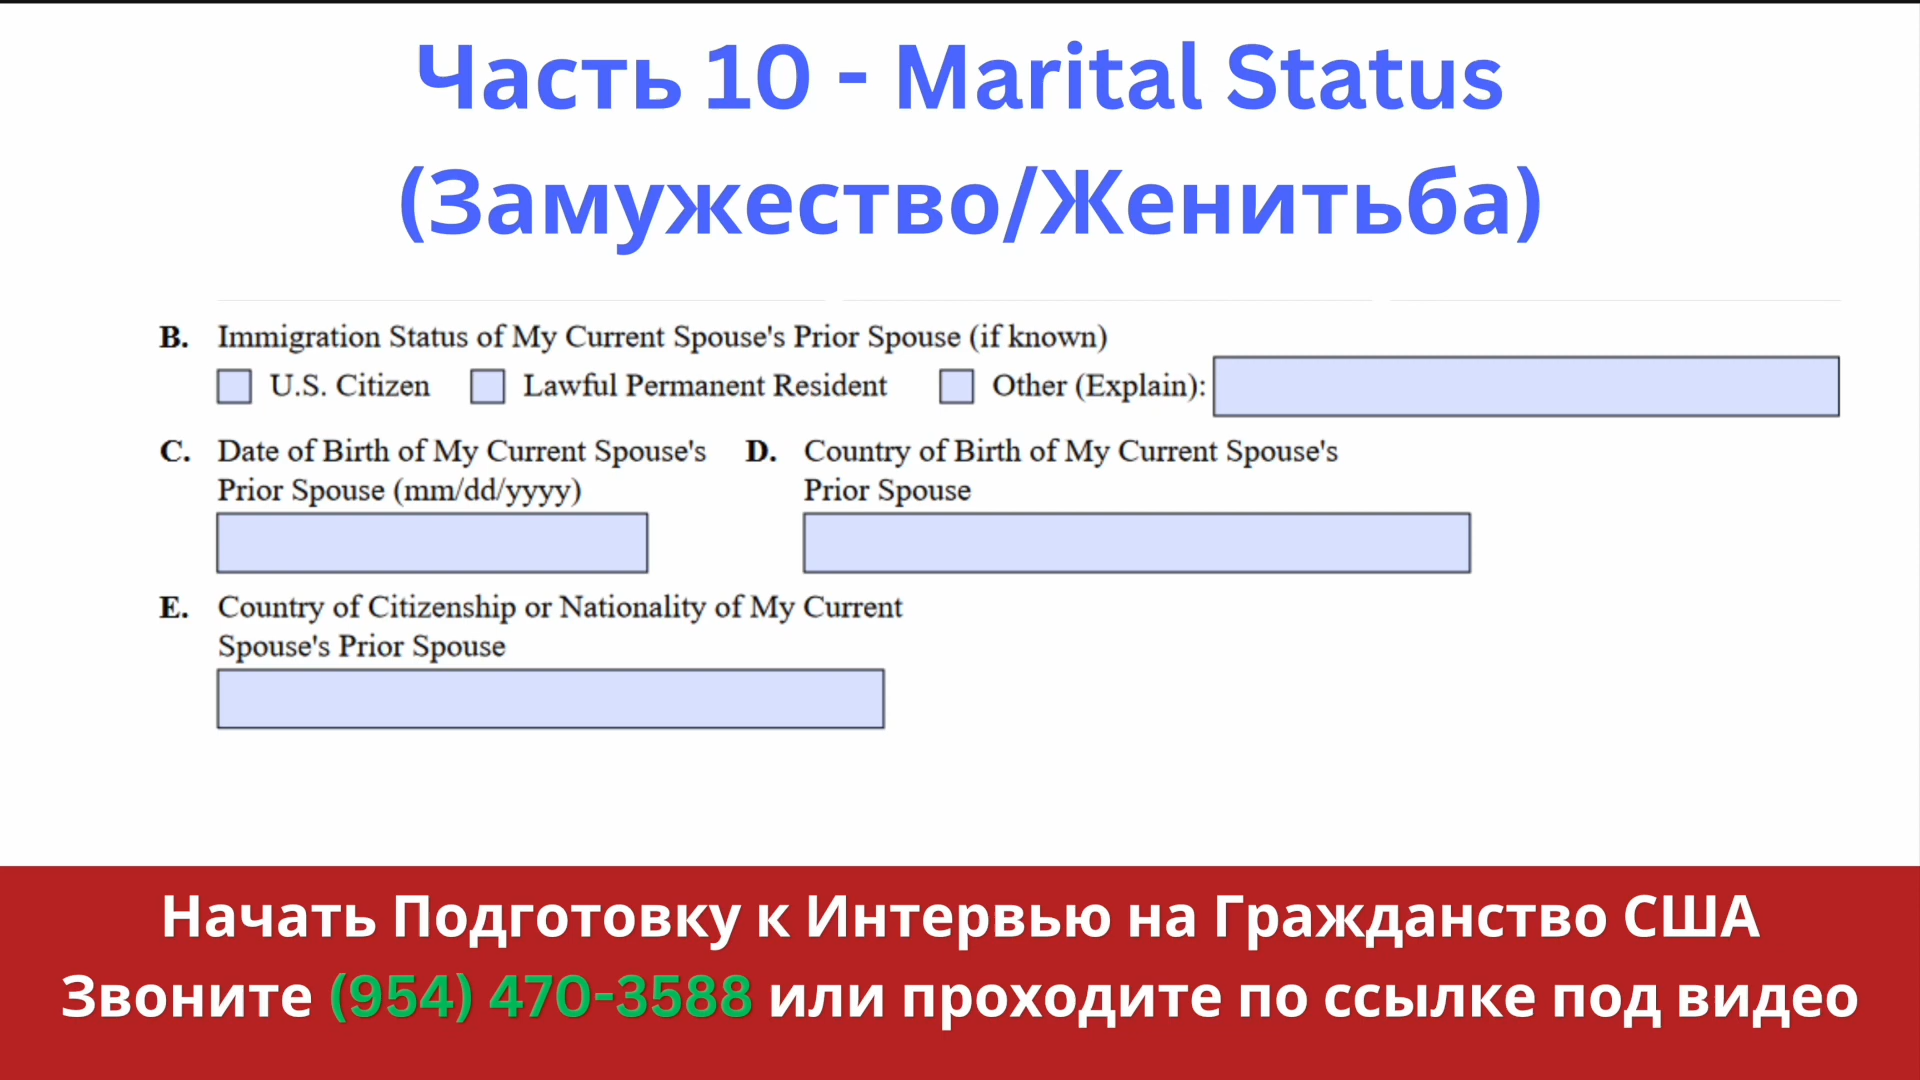 Часть 10 - Marital Status
(Замужество/Женитьба)
B. Immigration Status of My Current Spouse's Prior Spouse (if known)
U.S. Citizen Lawful Permanent Resident Other (Explain):
C. Date of Birth of My Current Spouse's Prior Spouse (mm/dd/yyyy)
D. Country of Birth of My Current Spouse's Prior Spouse
E. Country of Citizenship or Nationality of My Current
Spouse's Prior Spouse
Начать Подготовку к Интервью на Гражданство США
Звоните (954) 470-3588 или проходите по ссылке под видео